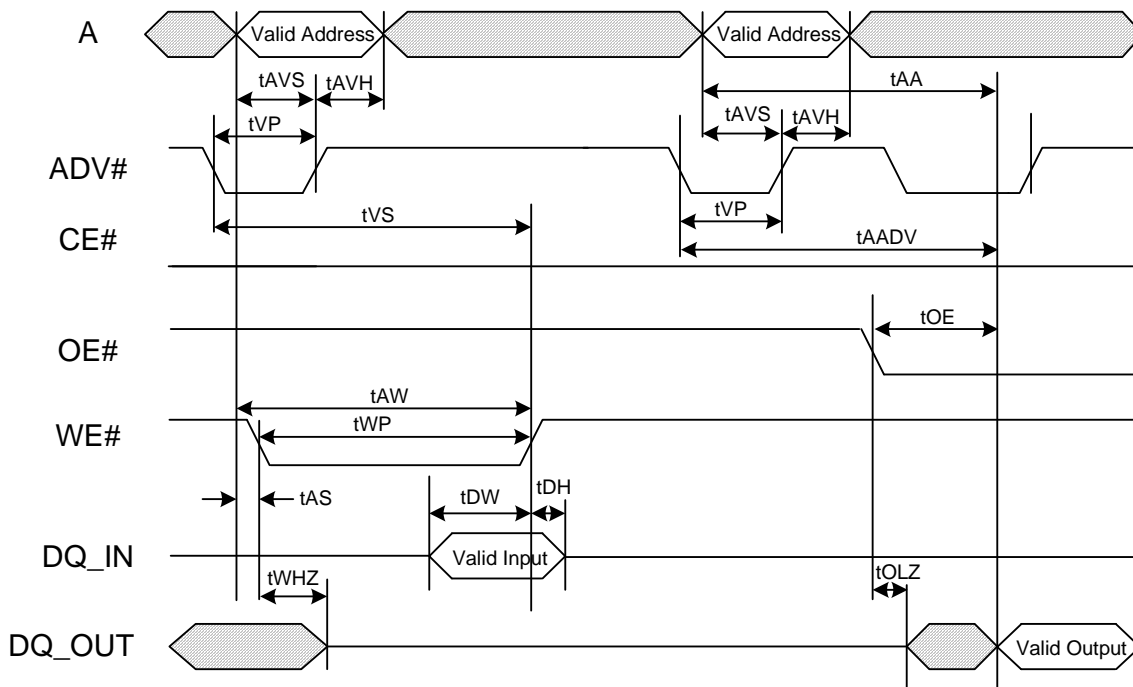 A
Valid Address
Valid Address
tAVS
tAVH
tAA
tVP
tAVS
tAVH
ADV#
tVS
tVP
CE#
tAADV
OE#
tOE
tAW
WE#
tWP
tAS
tDW
tDH
DQ_IN
Valid Input
tWHZ
tOLZ
DQ_OUT
Valid Output